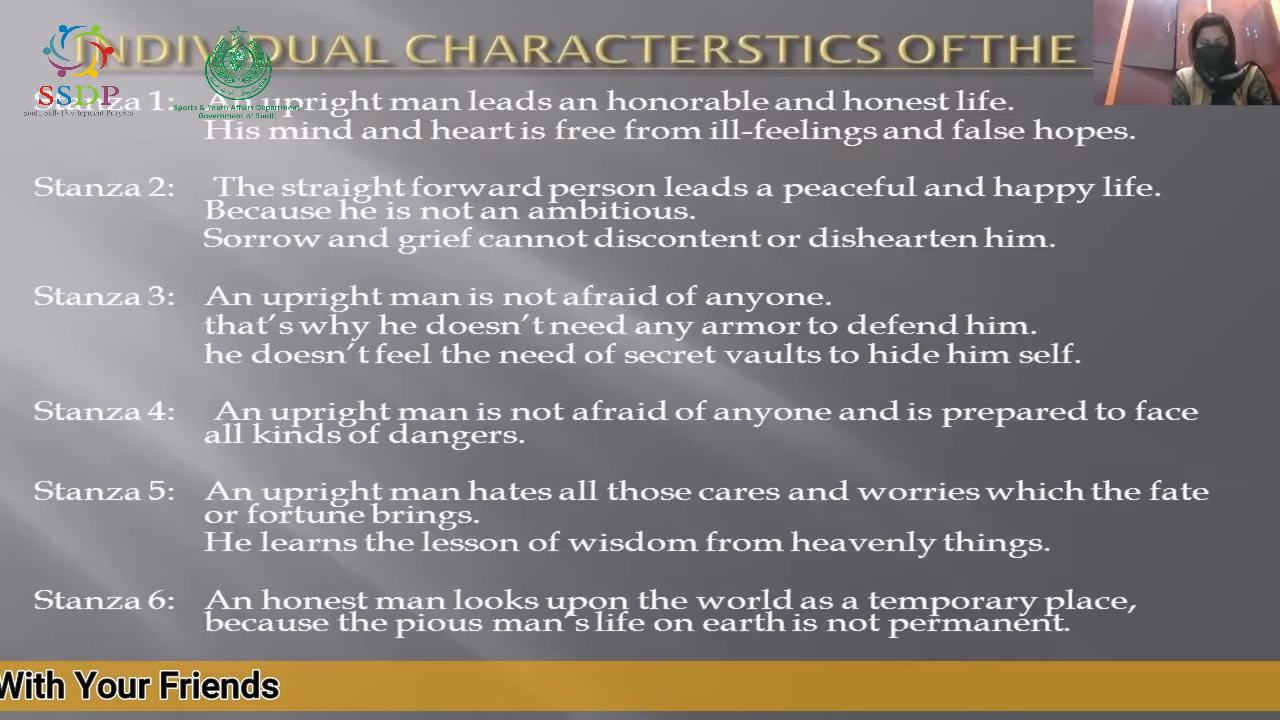 INDIVIDUAL CHARACTERSTICS OFTHE
SSDP
Sindh Skills Development Program
Sports & Youth Affairs Department
Government of Sindh
Stanza 1: An upright man leads an honorable and honest life.
His mind and heart is free from ill-feelings and false hopes.
Stanza 2: The straight forward person leads a peaceful and happy life.
Because he is not an ambitious.
Sorrow and grief cannot discontent or dishearten him.
Stanza 3: An upright man is not afraid of anyone.
that's why he doesn't need any armor to defend him.
he doesn't feel the need of secret vaults to hide him self.
Stanza 4: An upright man is not afraid of anyone and is prepared to face
all kinds of dangers.
Stanza 5: An upright man hates all those cares and worries which the fate
or fortune brings.
He learns the lesson of wisdom from heavenly things.
Stanza 6: An honest man looks upon the world as a temporary place,
because the pious man's life on earth is not permanent.
With Your Friends